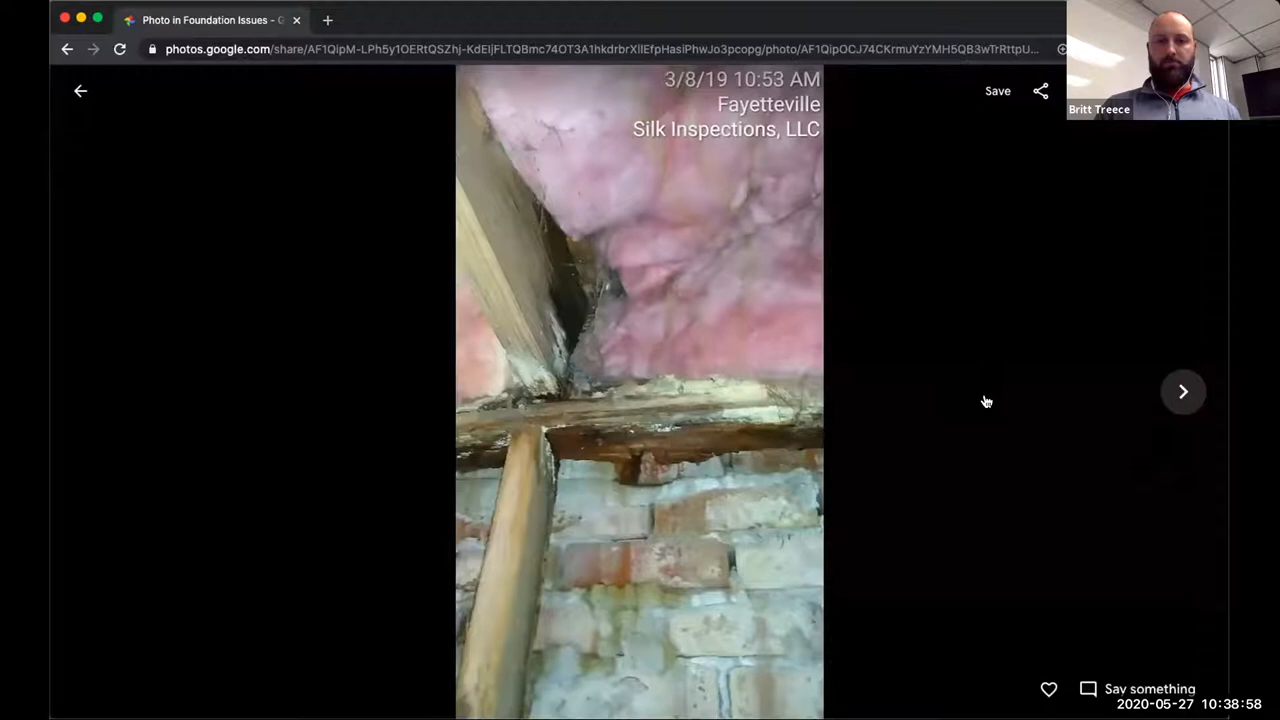 Photo in Foundation Issues - G
photos.google.com/share/AF1QipM-LPh5y1OERtQSZhj-KdEIjFLTQBmc74OT3A1hkdrbrXilEfpHasiPhwJo3pcopg/photo/AF1QipOCJ74CKrmuYzYMH5QB3wTrRttpU...
3/8/19 10:53 AM
Fayetteville
Silk Inspections, LLC
Save
Britt Treece
Say something
2020-05-27 10:38:58